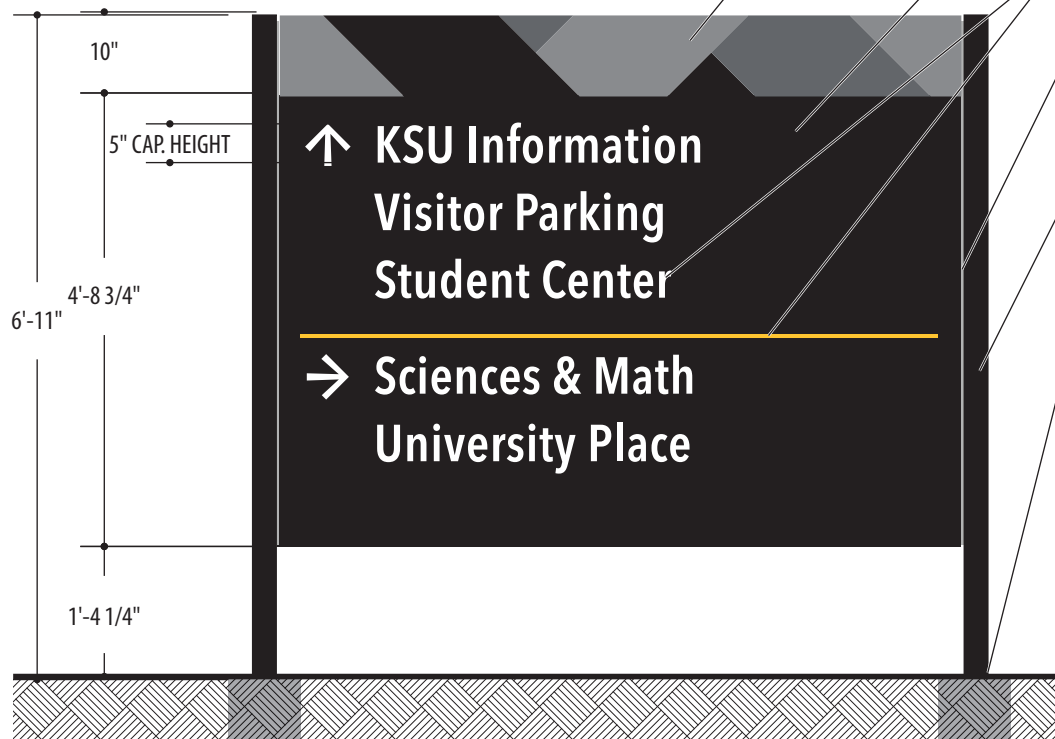 10"
5" CAP. HEIGHT
4'-8 3/4"
6'-11"
1'-4 1/4"
KSU Information
Visitor Parking
Student Center
Sciences & Math
University Place